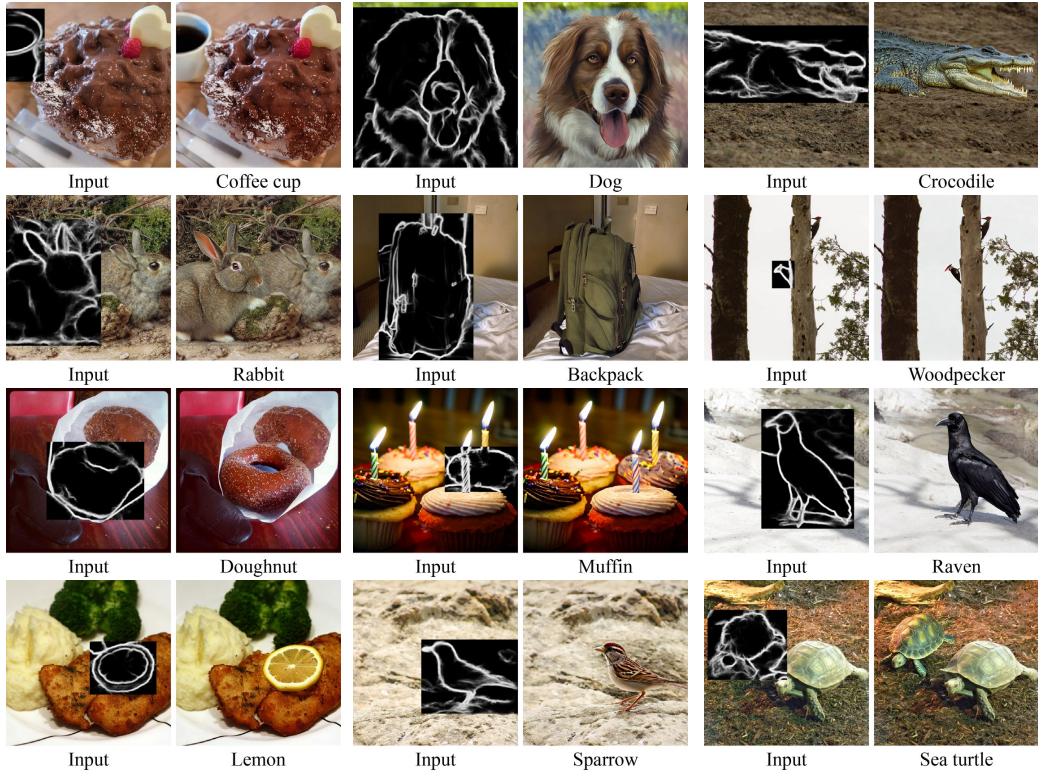 Input Coffee cup Input Dog Input Crocodile
Input Rabbit Input Backpack Input Woodpecker
Input Doughnut Input Muffin Input Raven
Input Lemon Input Sparrow Input Sea turtle